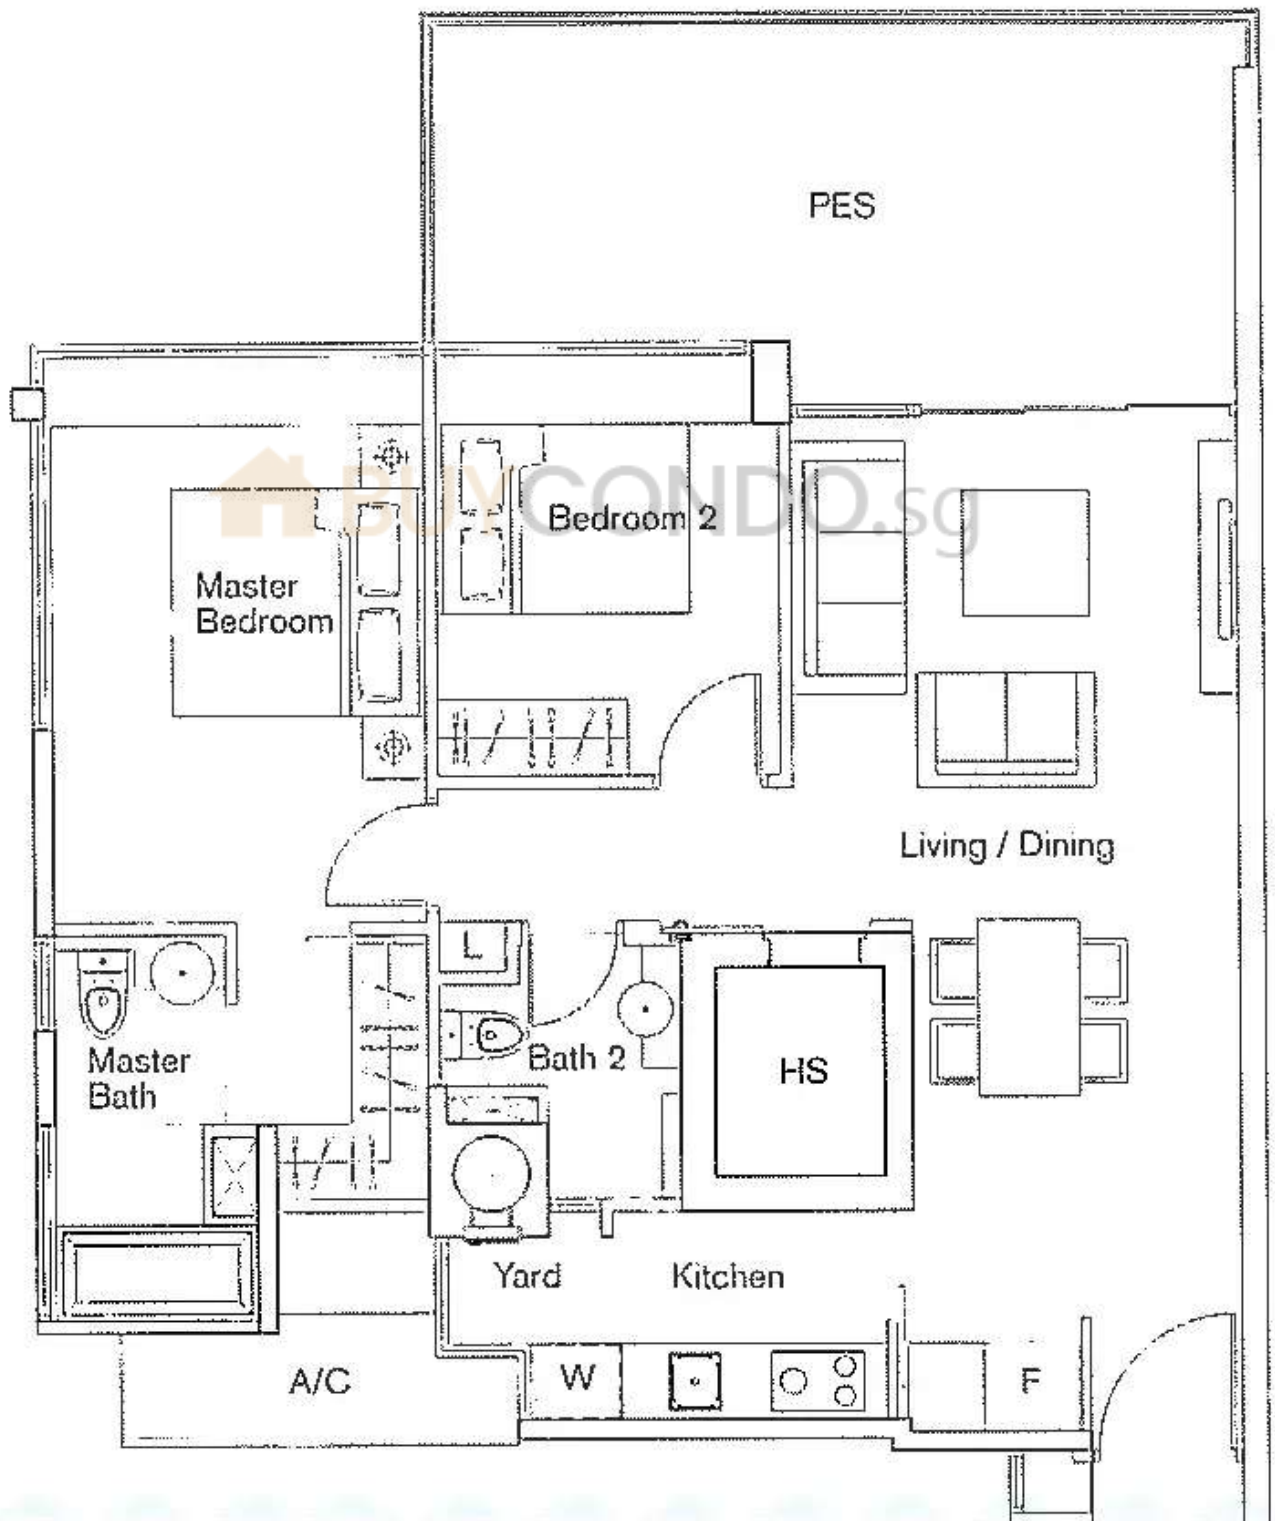 PES
BUYCONDO.sg
Bedroom 2
Master
Bedroom
Living / Dining
Master
Bath
Bath 2
HS
Yard
Kitchen
A/C
W
F